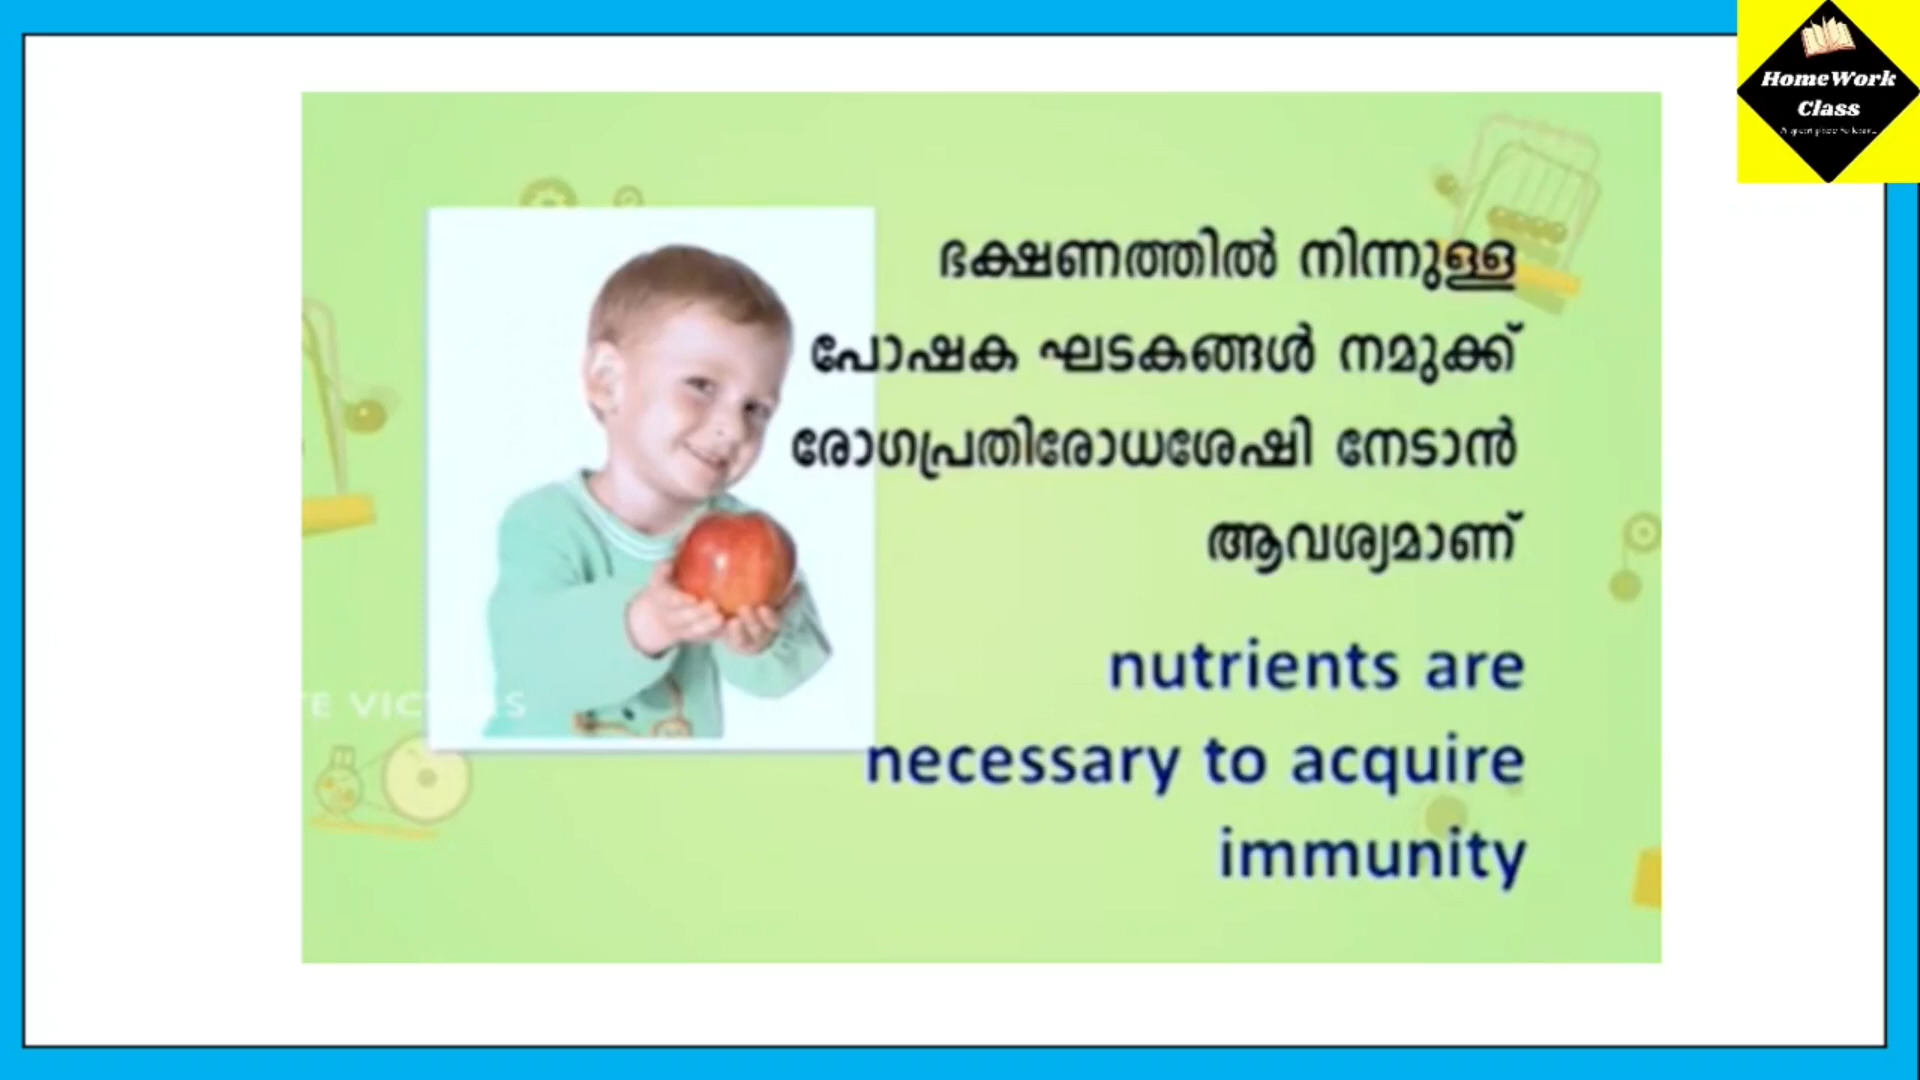 HomeWork
Class
ഭക്ഷണത്തിൽ നിന്നുള്ള
പോഷക ഘടകങ്ങൾ നമുക്ക്
രോഗപ്രതിരോധശേഷി നേടാൻ
ആവശ്യമാണ്
nutrients are
necessary to acquire
immunity